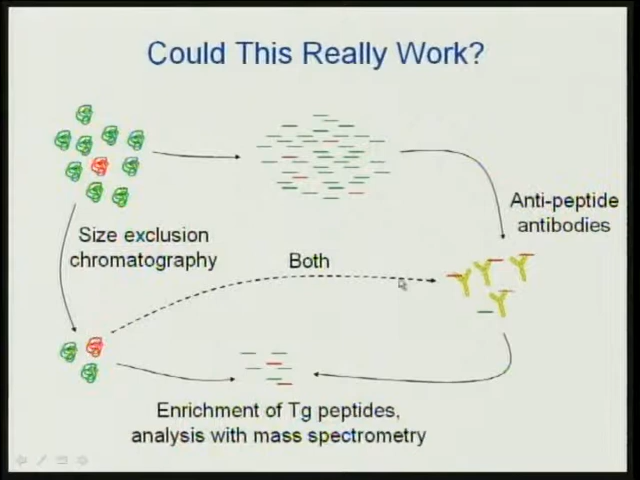 Could This Really Work?
Anti-peptide
antibodies
Size exclusion
chromatography
Both
Enrichment of Tg peptides,
analysis with mass spectrometry